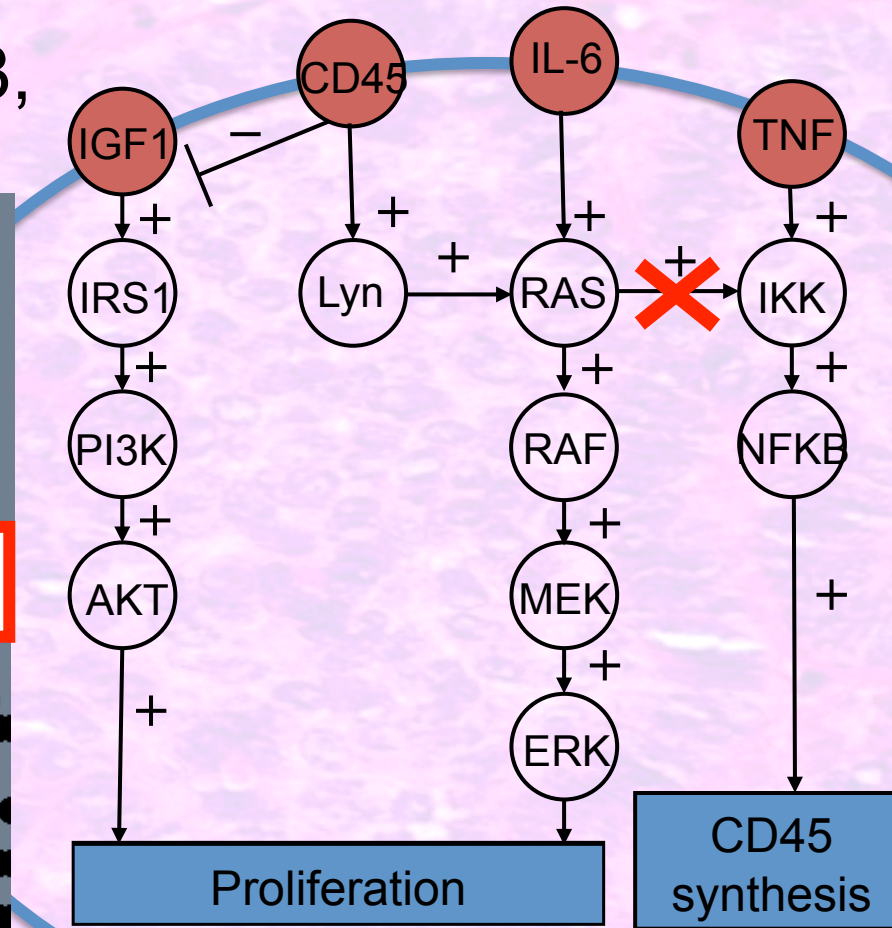 B,
CD45
IL-6
IGF1
–
TNF
+
+
+
+
IRS1
Lyn
+
RAS
+
IKK
+
+
+
PI3K
RAF
NFKB
+
+
AKT
MEK
+
+
+
ERK
Proliferation
CD45
synthesis